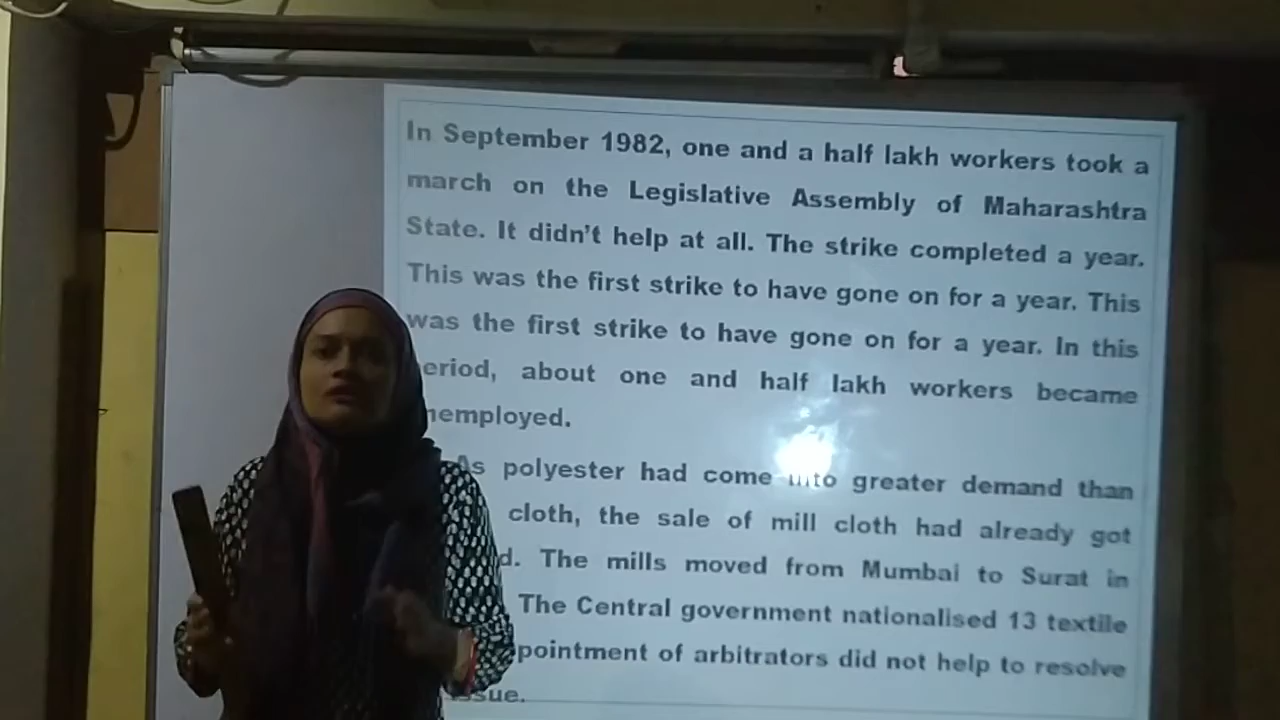 In September 1982, one and a half lakh workers took a
march on the Legislative Assembly of Maharashtra
State. It didn't help at all. The strike completed a year.
This was the first strike to have gone on for a year. This
was the first strike to have gone on for a year. In this
eriod, about one and half lakh workers became
nemployed.
As polyester had come into greater demand than
cloth, the sale of mill cloth had already got
d. The mills moved from Mumbai to Surat in
The Central government nationalised 13 textile
pointment of arbitrators did not help to resolve
issue.